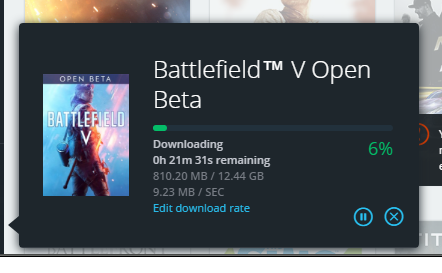 OPEN BETA
BATTLEFIELD
V
Battlefield™ V Open
Beta
Downloading
0h 21m 31s remaining
6%
810.20 MB / 12.44 GB
9.23 MB / SEC
Edit download rate